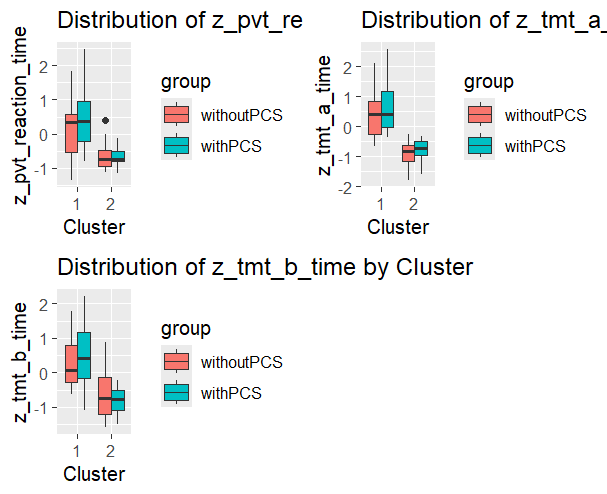 Distribution of z_pvt_re
z_pvt_reaction_time
2
1
0
-1
1 2
Cluster
group
withoutPCS
withPCS
Distribution of z_tmt_a_
z_tmt_a_time
2
1
0
-1
-2
1 2
Cluster
group
withoutPCS
withPCS
Distribution of z_tmt_b_time by Cluster
z_tmt_b_time
2
1
0
-1
1 2
Cluster
group
withoutPCS
withPCS